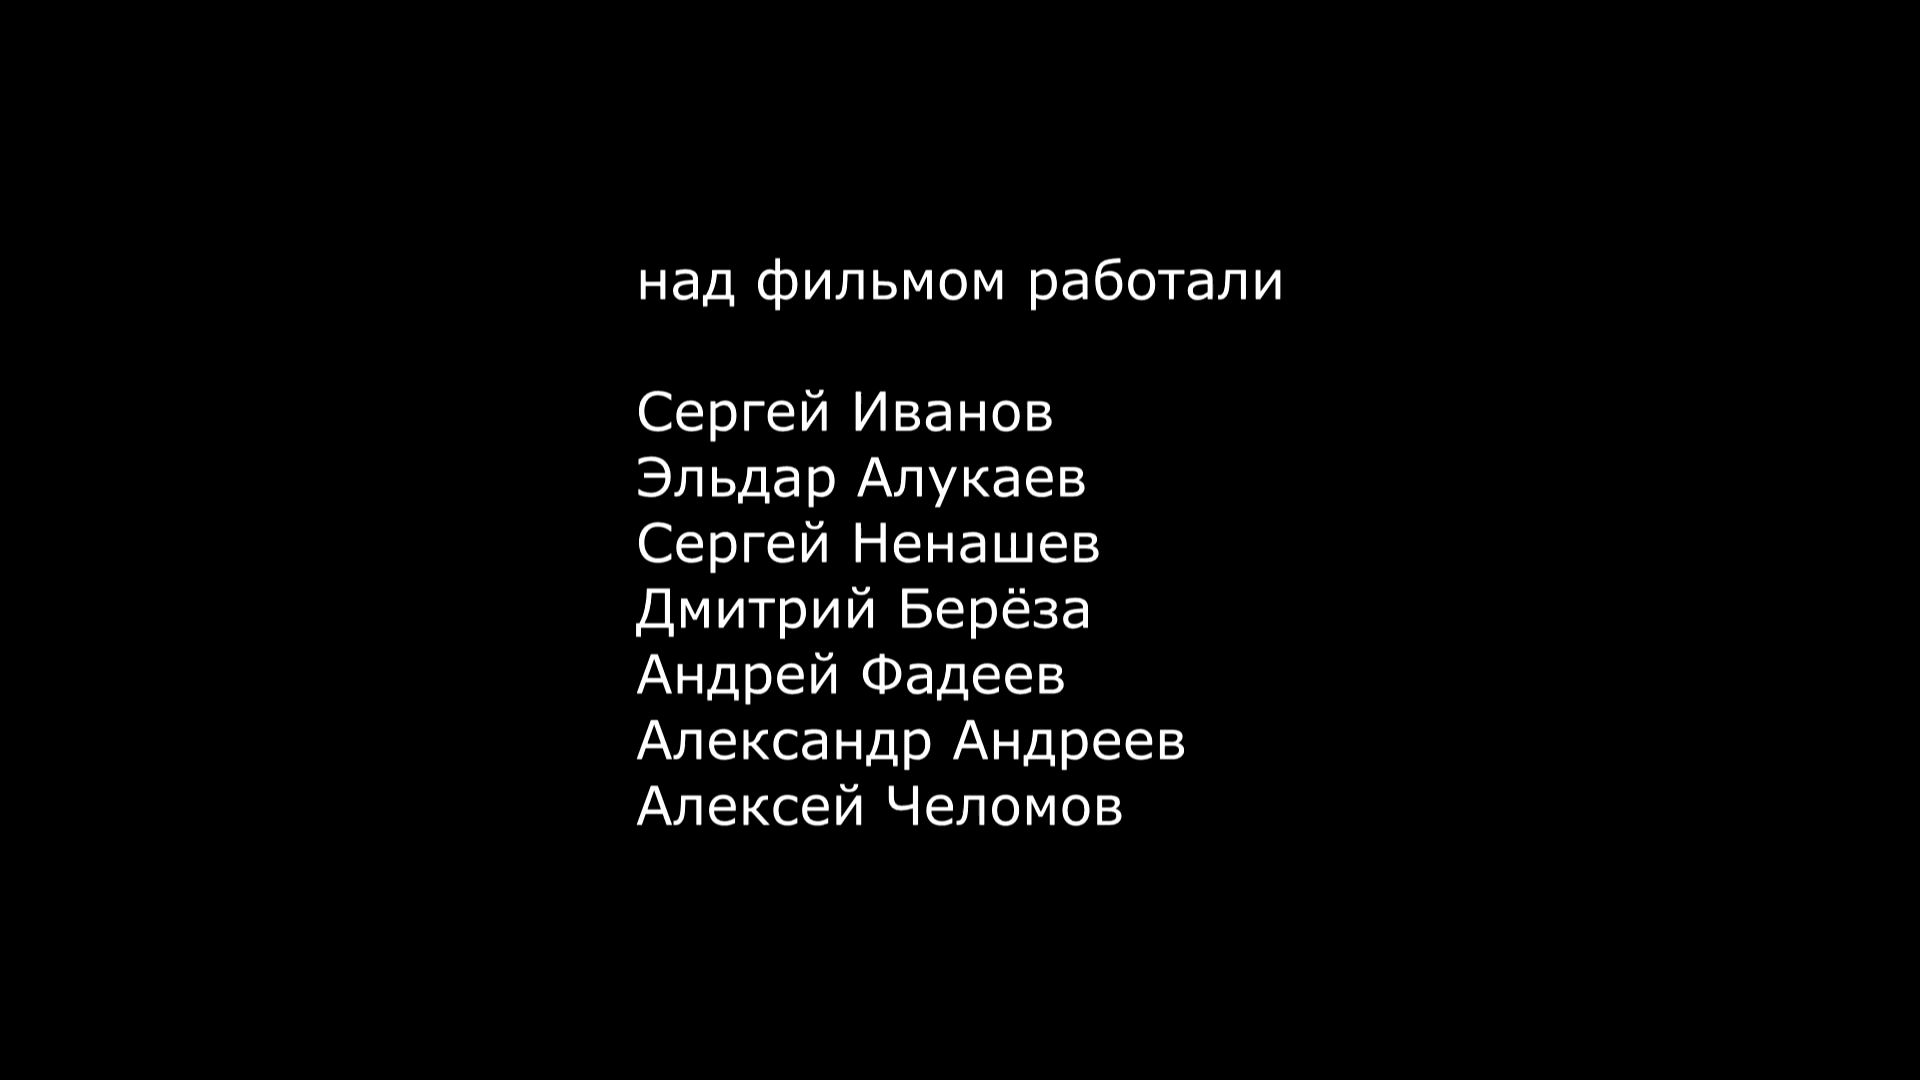 над фильмом работали
Сергей Иванов
Эльдар Алукаев
Сергей Ненашев
Дмитрий Берёза
Андрей Фадеев
Александр Андреев
Алексей Челомов